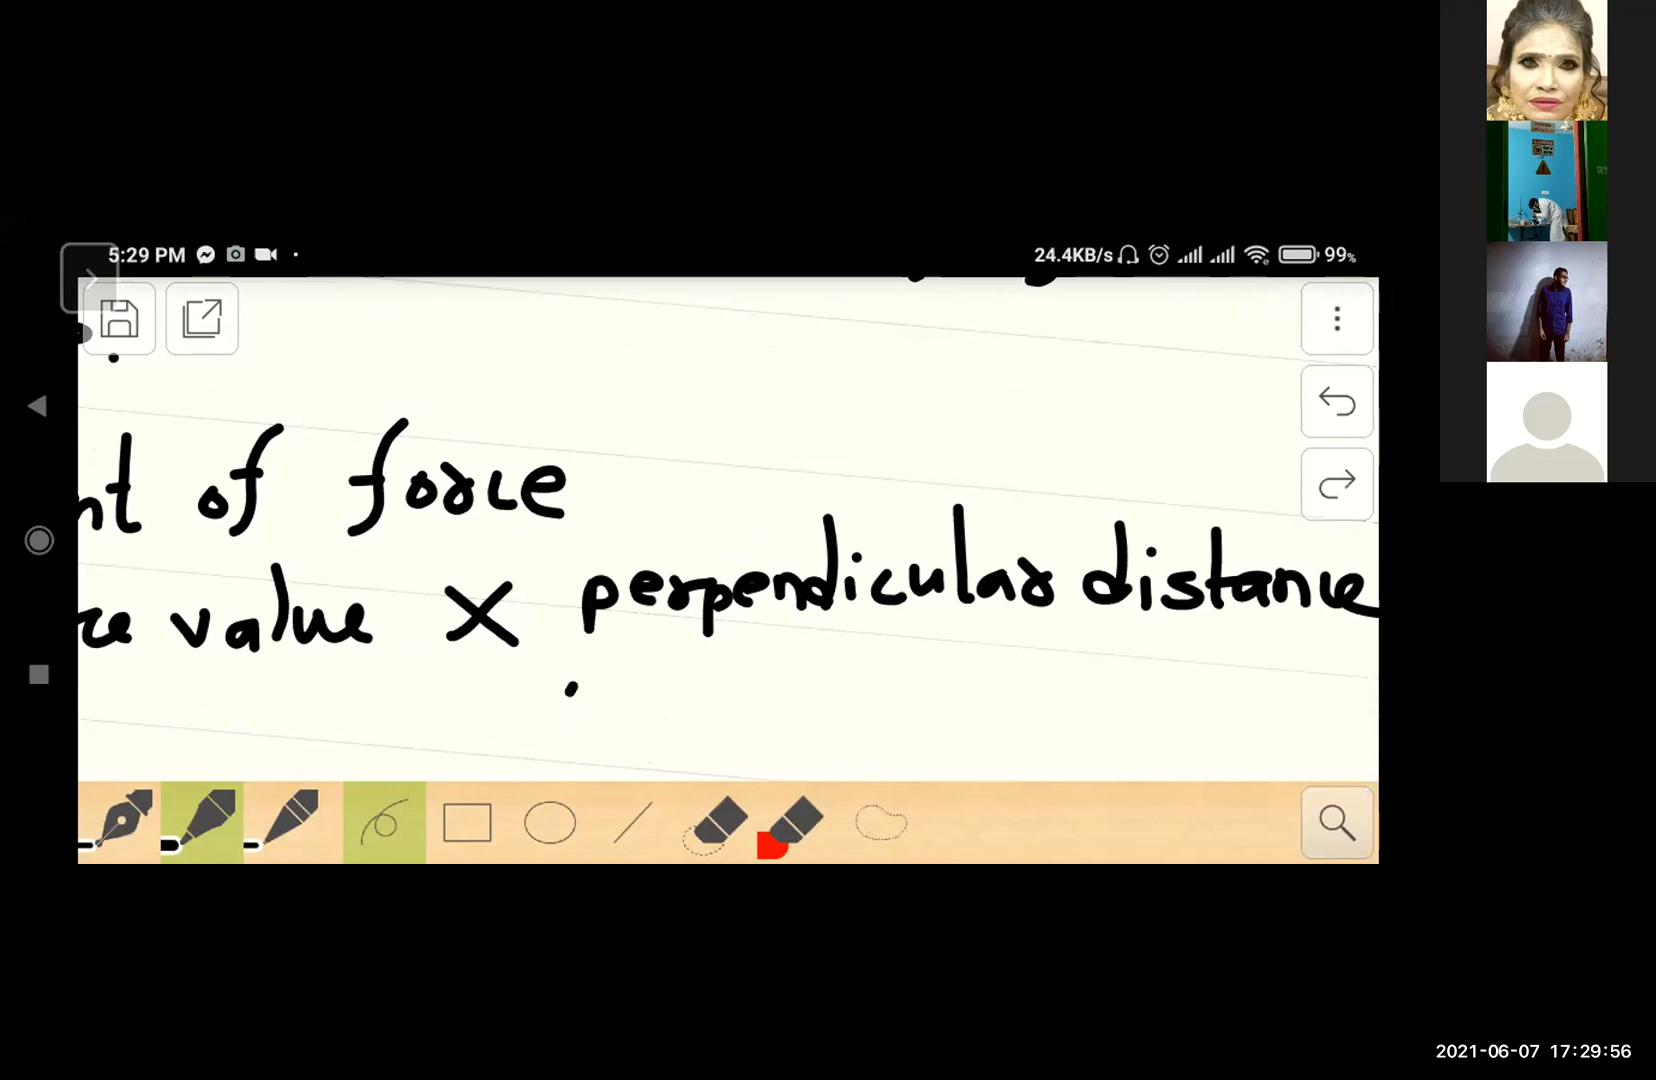 5:29 PM
24.4KB/s 99%
nt of force
ce value × perpendicular distance
2021-06-07 17:29:56